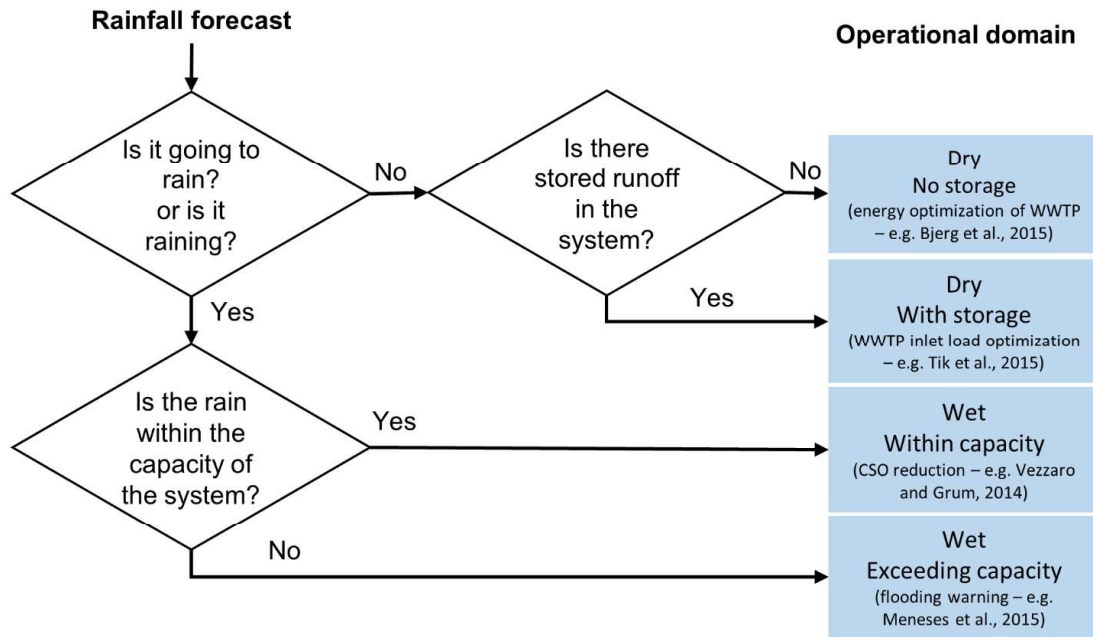 Rainfall forecast
Operational domain
Is it going to
rain?
or is it
raining?
No
Is there
stored runoff
in the
system?
No
Dry
No storage
(energy optimization of WWTP
– e.g. Bjerg et al., 2015)
Yes
Dry
With storage
(WWTP inlet load optimization
– e.g. Tik et al., 2015)
Yes
Is the rain
within the
capacity of
the system?
Yes
Wet
Within capacity
(CSO reduction – e.g. Vezzaro
and Grum, 2014)
No
Wet
Exceeding capacity
(flooding warning – e.g.
Meneses et al., 2015)